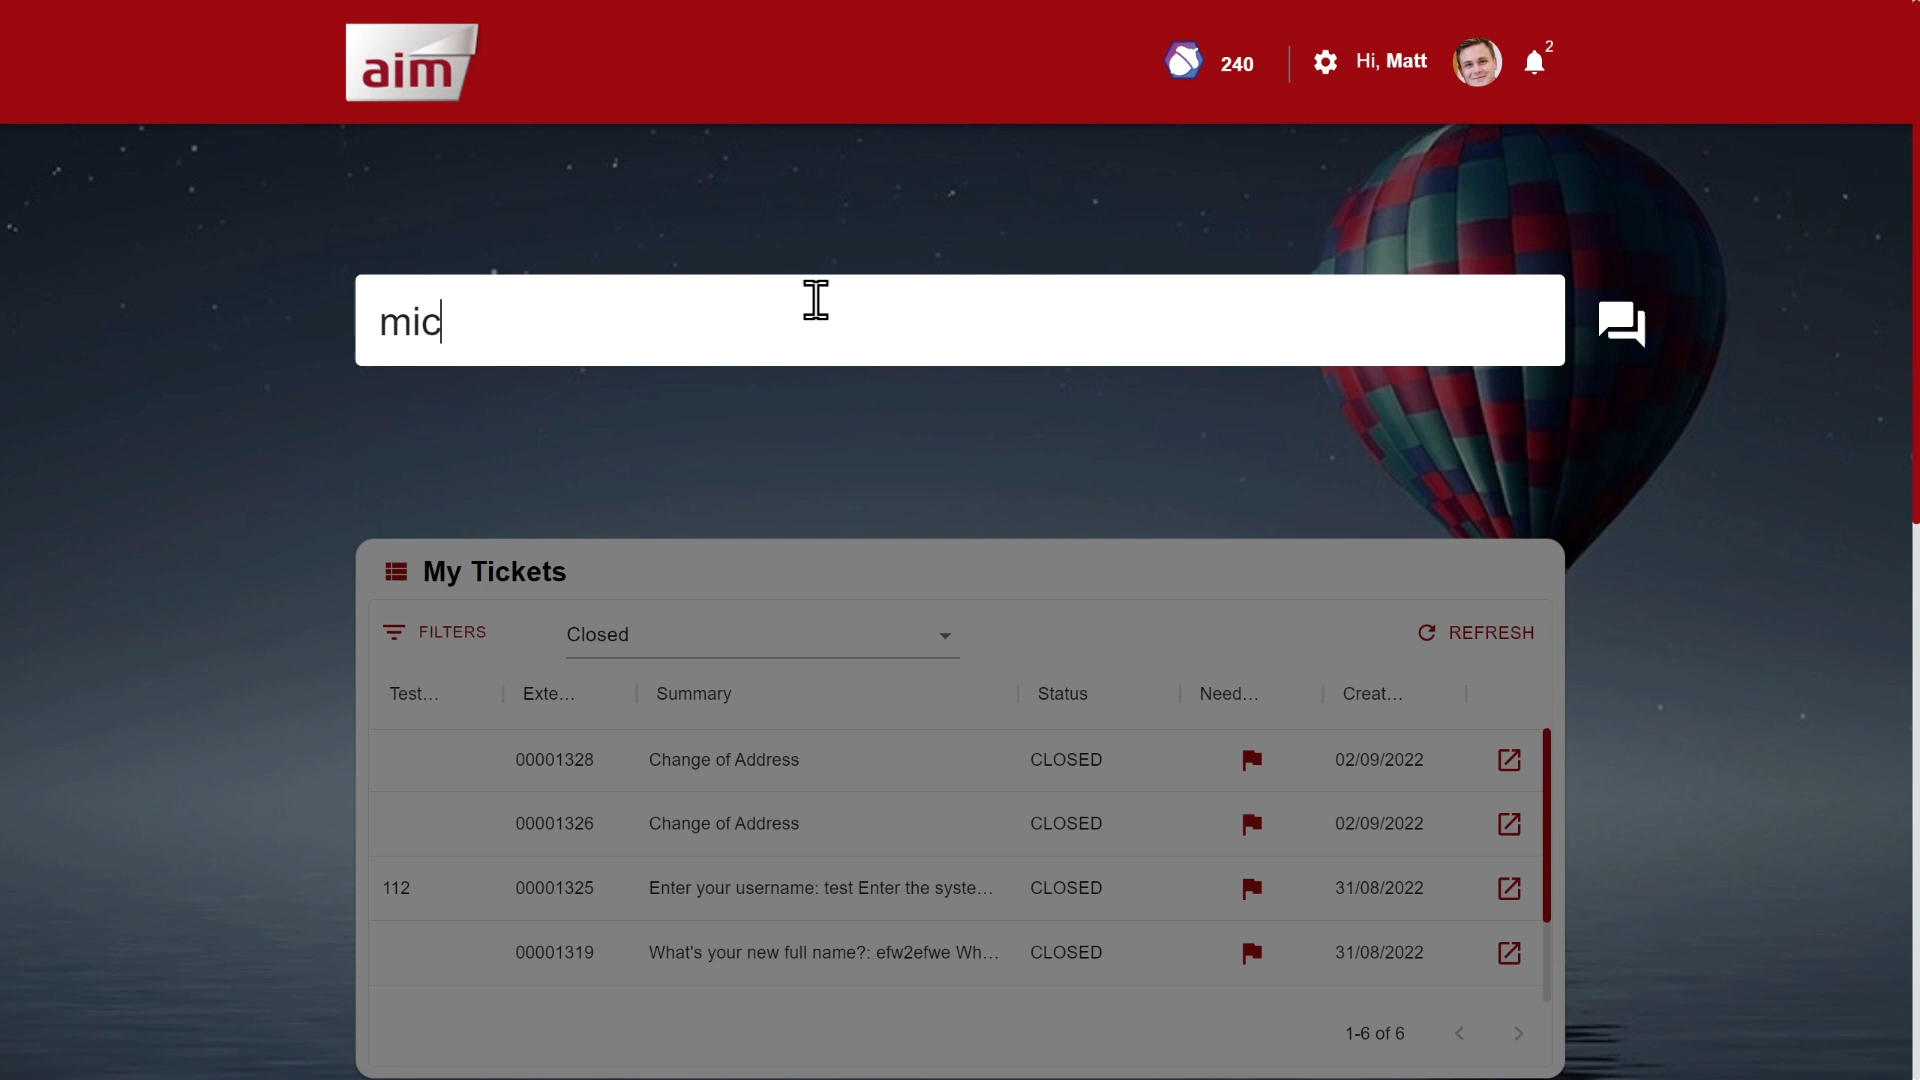 aim
240
Hi, Matt
2
mic
My Tickets
FILTERS
Closed
REFRESH
Test... Exte... Summary Status Need... Creat...
00001328 Change of Address CLOSED 02/09/2022
00001326 Change of Address CLOSED 02/09/2022
112 00001325 Enter your username: test Enter the syste... CLOSED 31/08/2022
00001319 What's your new full name?: efw2efwe Wh... CLOSED 31/08/2022
1-6 of 6